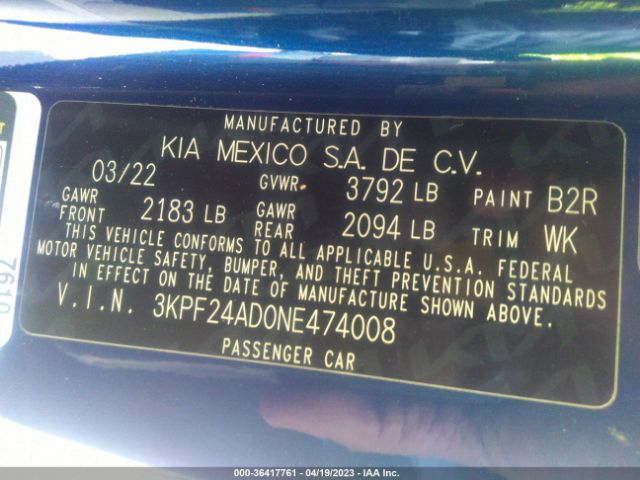 MANUFACTURED BY
KIA MEXICO S.A. DE C.V.
03/22 GVWR. 3792 LB PAINT B2R
GAWR FRONT 2183 LB GAWR REAR 2094 LB TRIM WK
THIS VEHICLE CONFORMS TO ALL APPLICABLE U.S.A. FEDERAL
MOTOR VEHICLE SAFETY, BUMPER, AND THEFT PREVENTION STANDARDS
IN EFFECT ON THE DATE OF MANUFACTURE SHOWN ABOVE.
V.I.N. 3KPF24AD0NE474008
PASSENGER CAR
7610
000-36417761 - 04/19/2023 - IAA Inc.